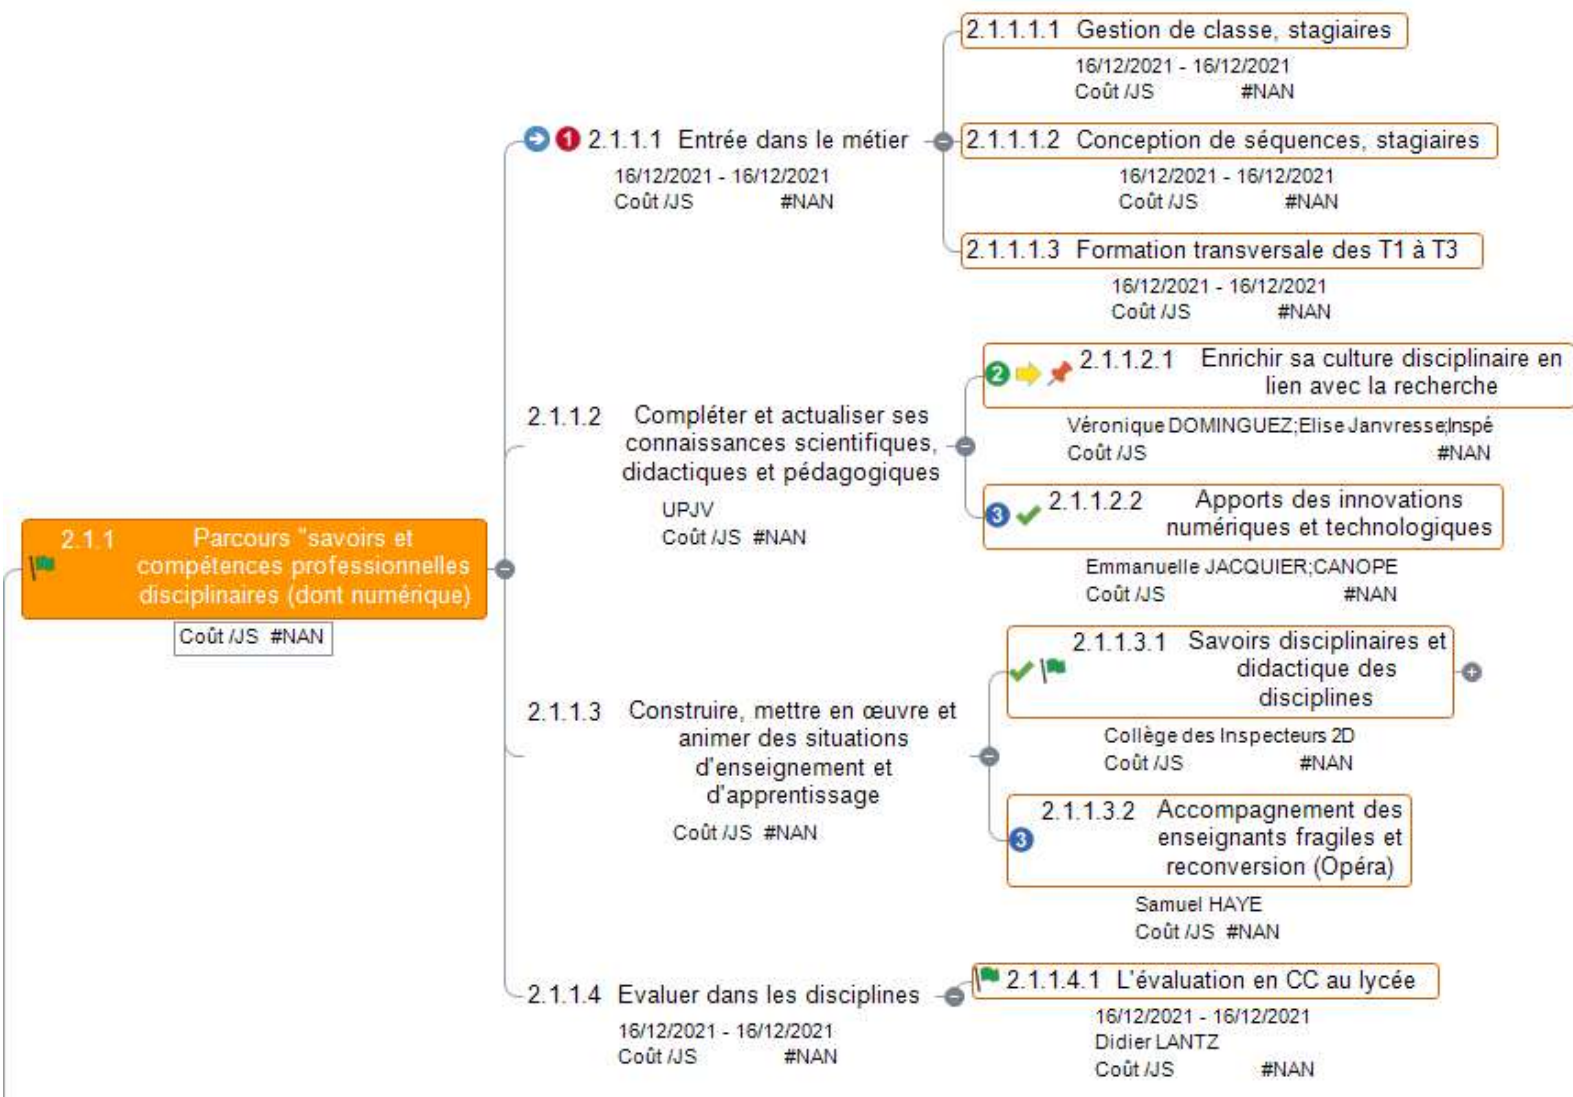 2.1.1 Parcours "savoirs et
compétences professionnelles
disciplinaires (dont numérique)
Coût /JS #NAN
1 2.1.1.1 Entrée dans le métier
16/12/2021 - 16/12/2021
Coût /JS #NAN
2.1.1.1.1 Gestion de classe, stagiaires
16/12/2021 - 16/12/2021
Coût /JS #NAN
2.1.1.1.2 Conception de séquences, stagiaires
16/12/2021 - 16/12/2021
Coût /JS #NAN
2.1.1.1.3 Formation transversale des T1 à T3
16/12/2021 - 16/12/2021
Coût /JS #NAN
2.1.1.2 Compléter et actualiser ses
connaissances scientifiques,
didactiques et pédagogiques
UPJV
Coût /JS #NAN
2 2.1.1.2.1 Enrichir sa culture disciplinaire en
lien avec la recherche
Véronique DOMINGUEZ;Elise Janvresse;Inspé
Coût /JS #NAN
3 2.1.1.2.2 Apports des innovations
numériques et technologiques
Emmanuelle JACQUIER;CANOPE
Coût /JS #NAN
2.1.1.3 Construire, mettre en œuvre et
animer des situations
d'enseignement et
d'apprentissage
Coût /JS #NAN
2.1.1.3.1 Savoirs disciplinaires et
didactique des
disciplines
Collège des Inspecteurs 2D
Coût /JS #NAN
3 2.1.1.3.2 Accompagnement des
enseignants fragiles et
reconversion (Opéra)
Samuel HAYE
Coût /JS #NAN
2.1.1.4 Evaluer dans les disciplines
16/12/2021 - 16/12/2021
Coût /JS #NAN
2.1.1.4.1 L'évaluation en CC au lycée
16/12/2021 - 16/12/2021
Didier LANTZ
Coût /JS #NAN